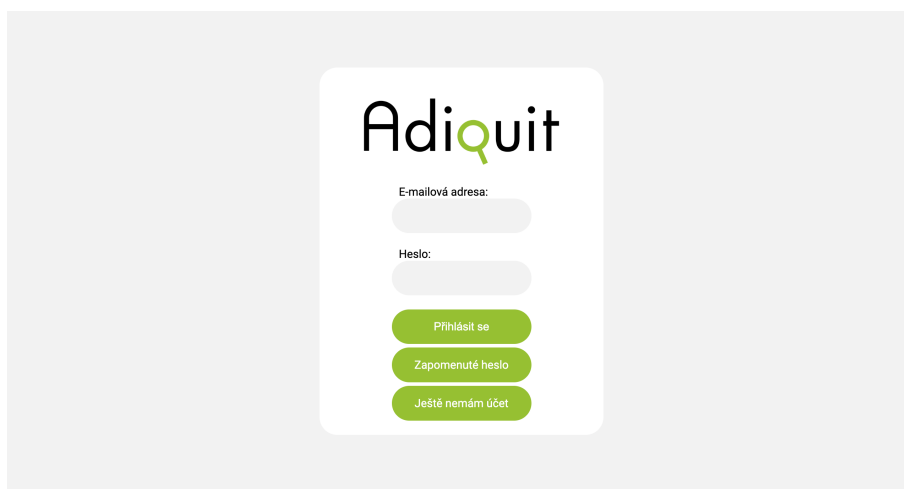 Adiquit
E-mailová adresa:
Heslo:
Přihlásit se
Zapomenuté heslo
Ještě nemám účet